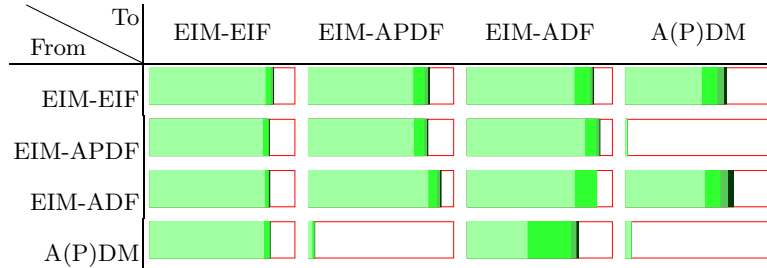 To
From
EIM-EIF EIM-APDF EIM-ADF A(P)DM
EIM-EIF
EIM-APDF
EIM-ADF
A(P)DM